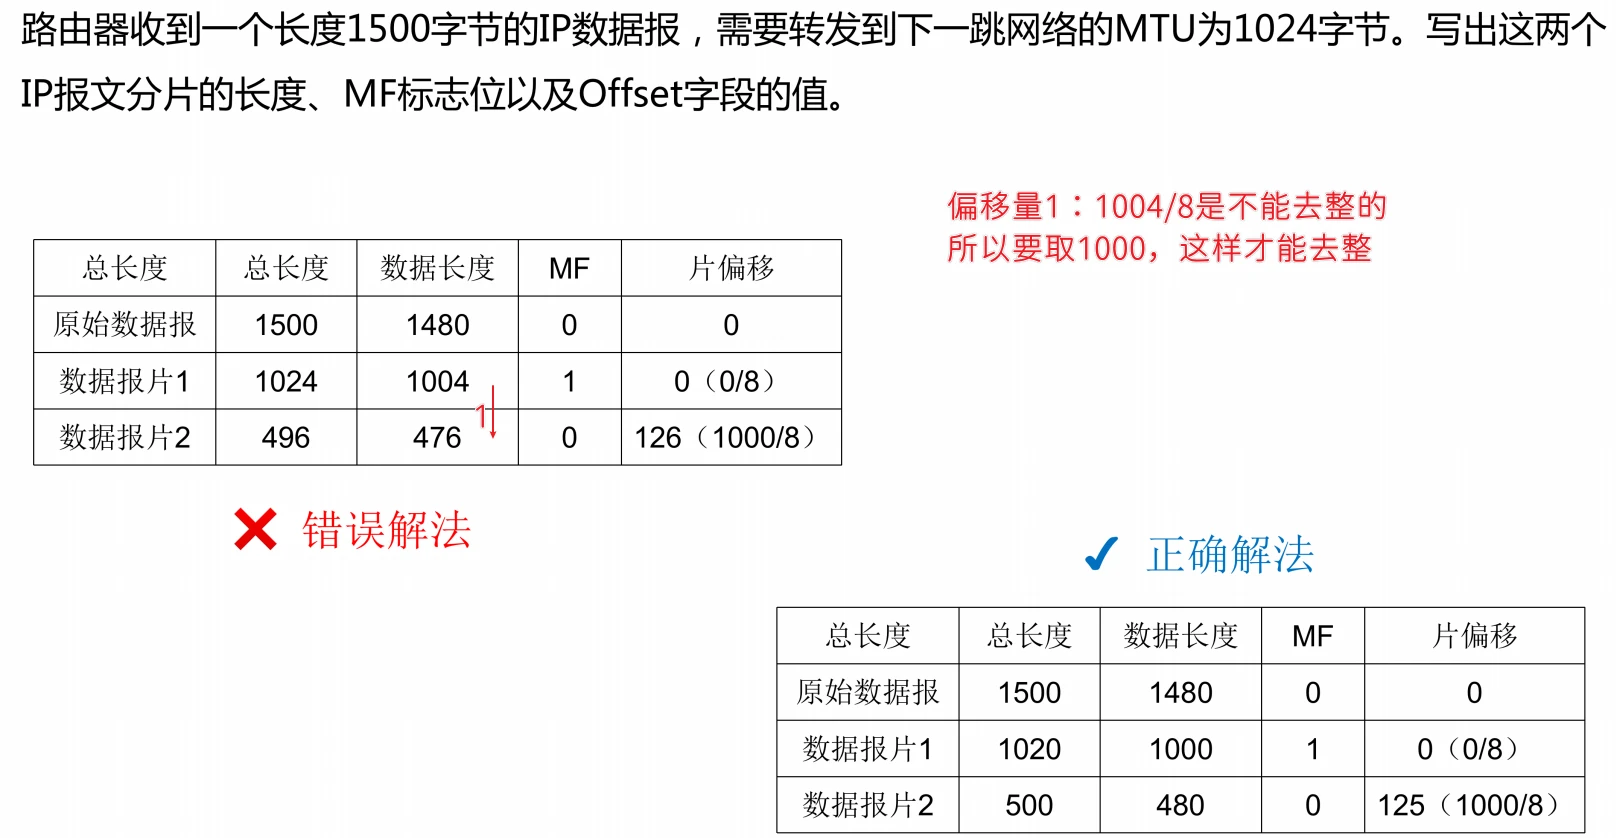 路由器收到一个长度1500字节的IP数据报，需要转发到下一跳网络的MTU为1024字节。写出这两个
IP报文分片的长度、MF标志位以及Offset字段的值。
偏移量1：1004/8是不能去整的
所以要取1000，这样才能去整
总长度 总长度 数据长度 MF 片偏移
原始数据报 1500 1480 0 0
数据报片1 1024 1004 1 0（0/8）
1
数据报片2 496 476 0 126（1000/8）
错误解法
正确解法
总长度 总长度 数据长度 MF 片偏移
原始数据报 1500 1480 0 0
数据报片1 1020 1000 1 0（0/8）
数据报片2 500 480 0 125（1000/8）